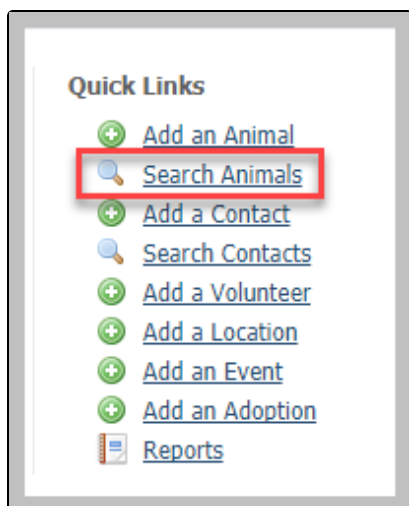 Quick Links
Add an Animal
Search Animals
Add a Contact
Search Contacts
Add a Volunteer
Add a Location
Add an Event
Add an Adoption
Reports